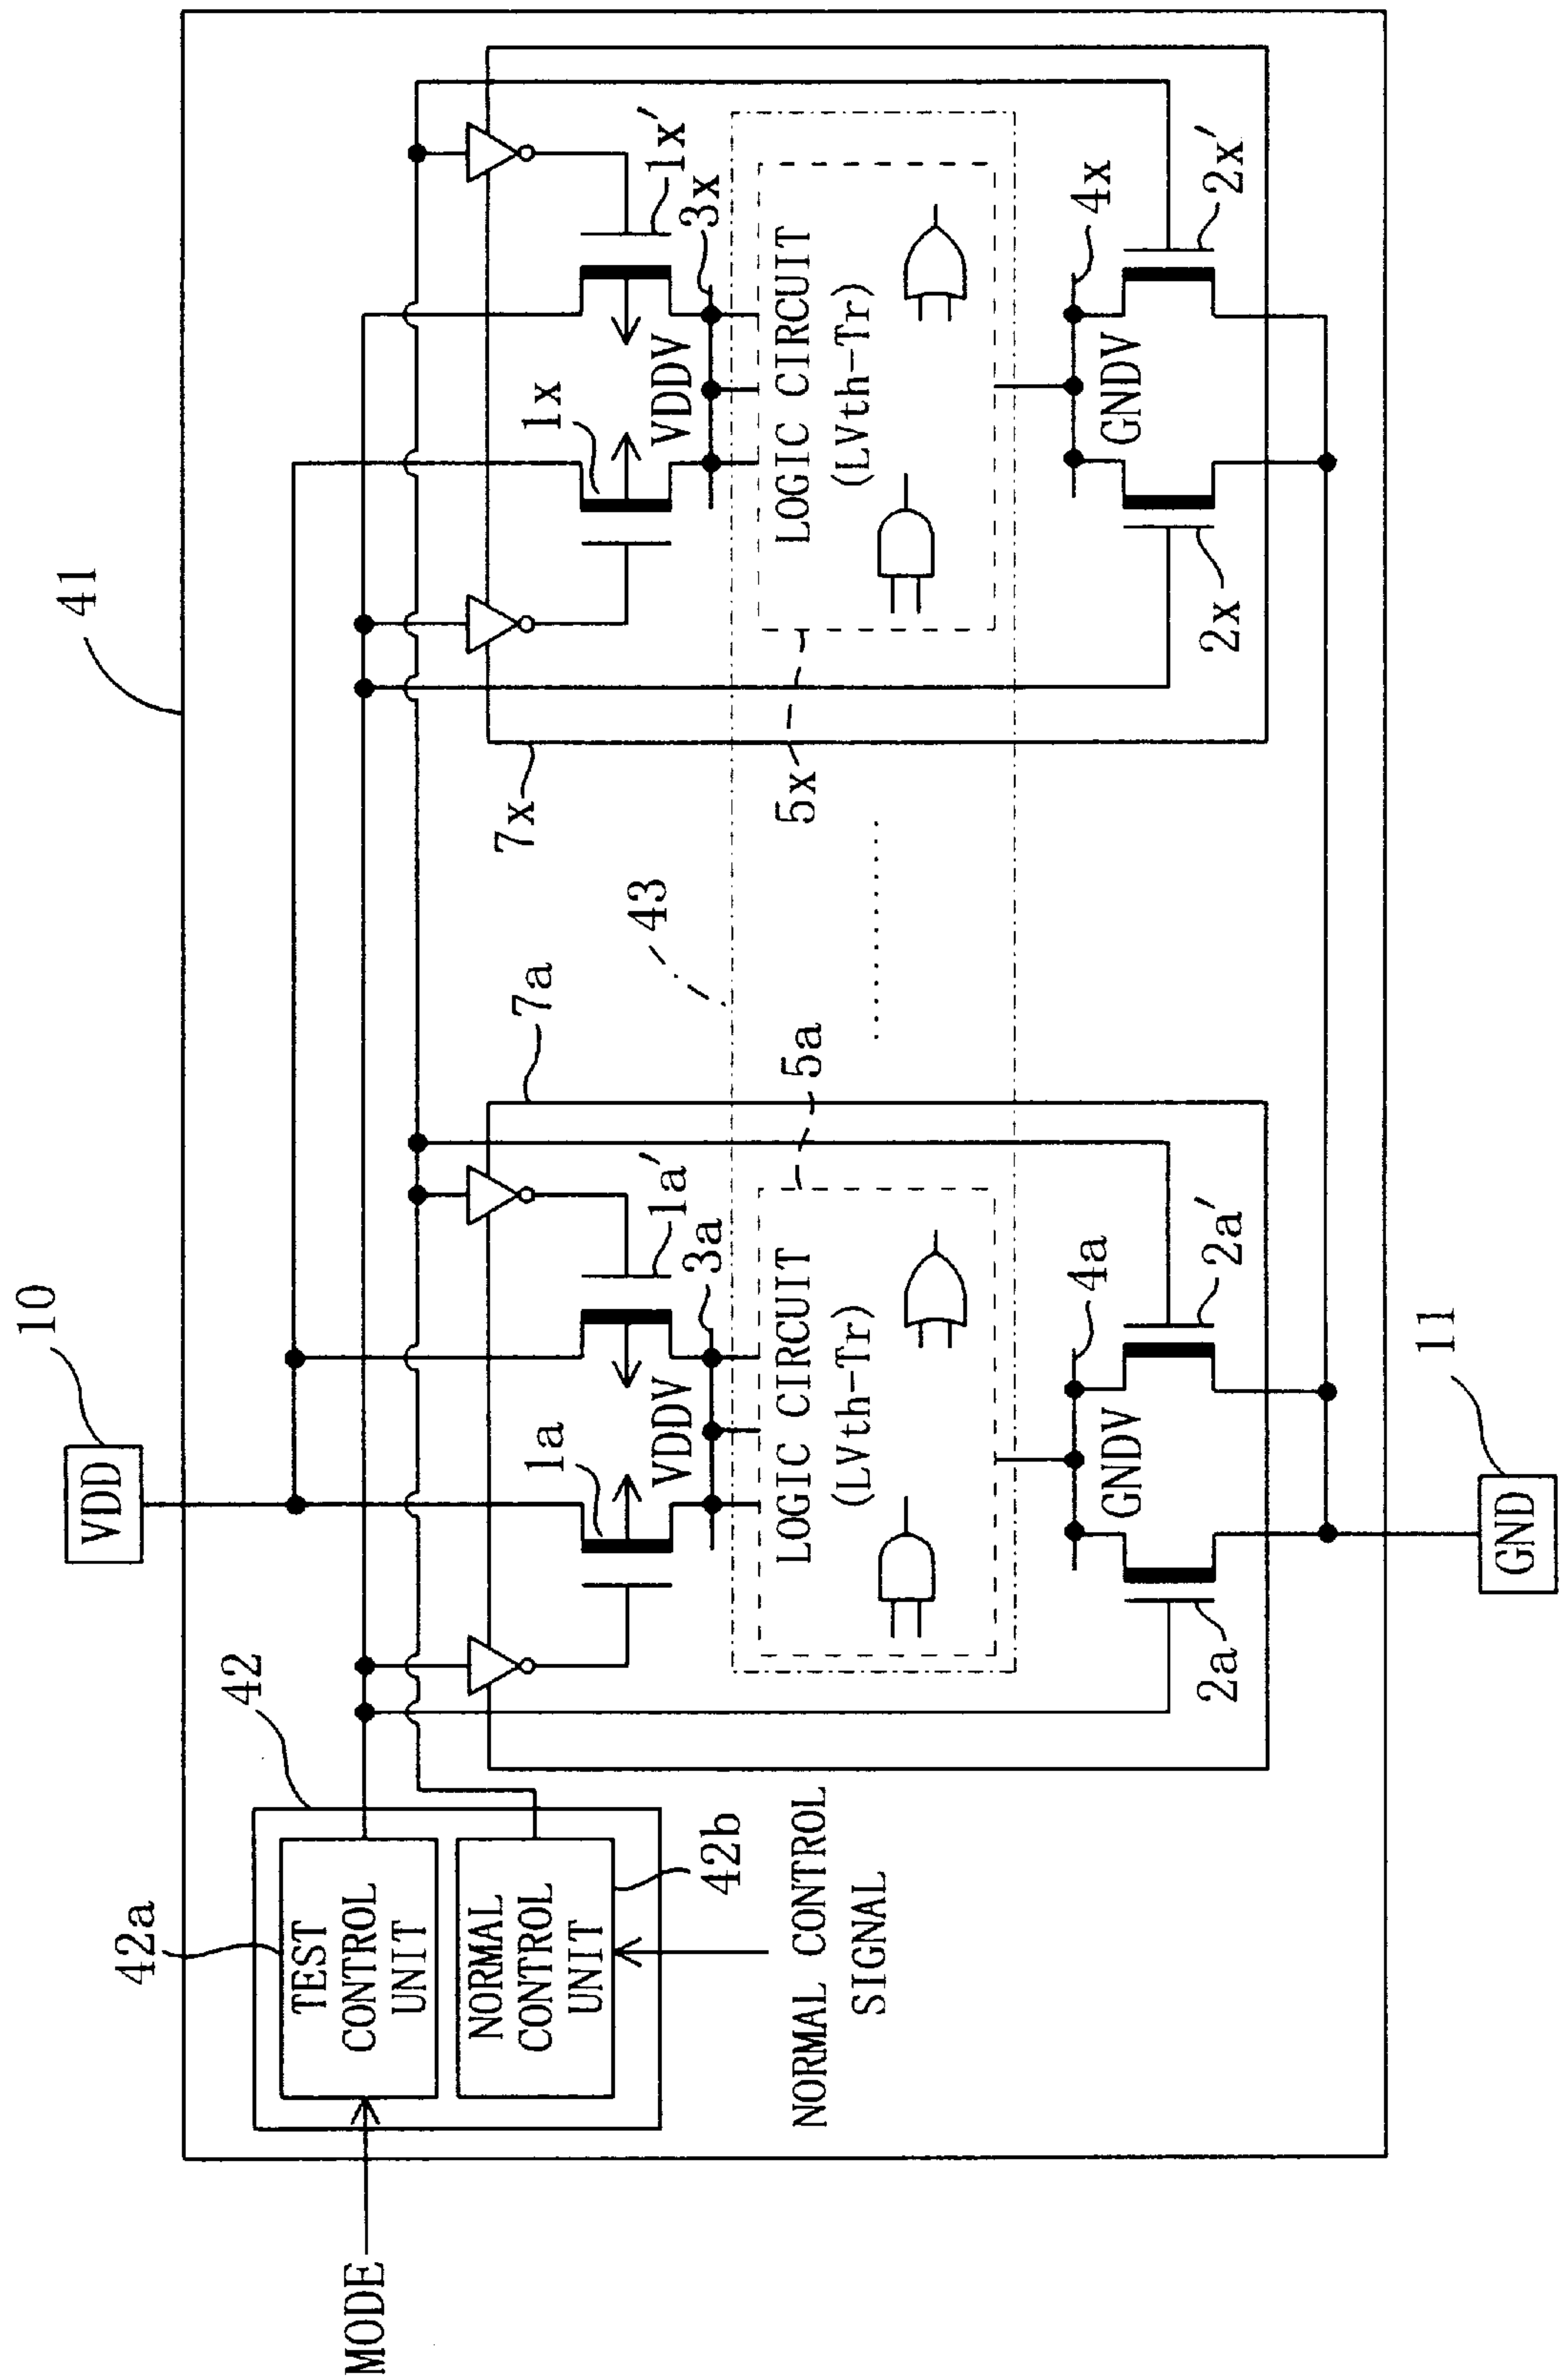 41
10
VDD
42
42a
TEST
CONTROL
UNIT
NORMAL
CONTROL
UNIT
42b
MODE
NORMAL CONTROL
SIGNAL
7a
1a
1a'
VDDV
3a
LOGIC CIRCUIT
(LVth-Tr)
5a
43
4a
GNDV
2a
2a'
7x
1x
1x'
VDDV
3x
LOGIC CIRCUIT
(LVth-Tr)
5x
4x
GNDV
2x
2x'
11
GND